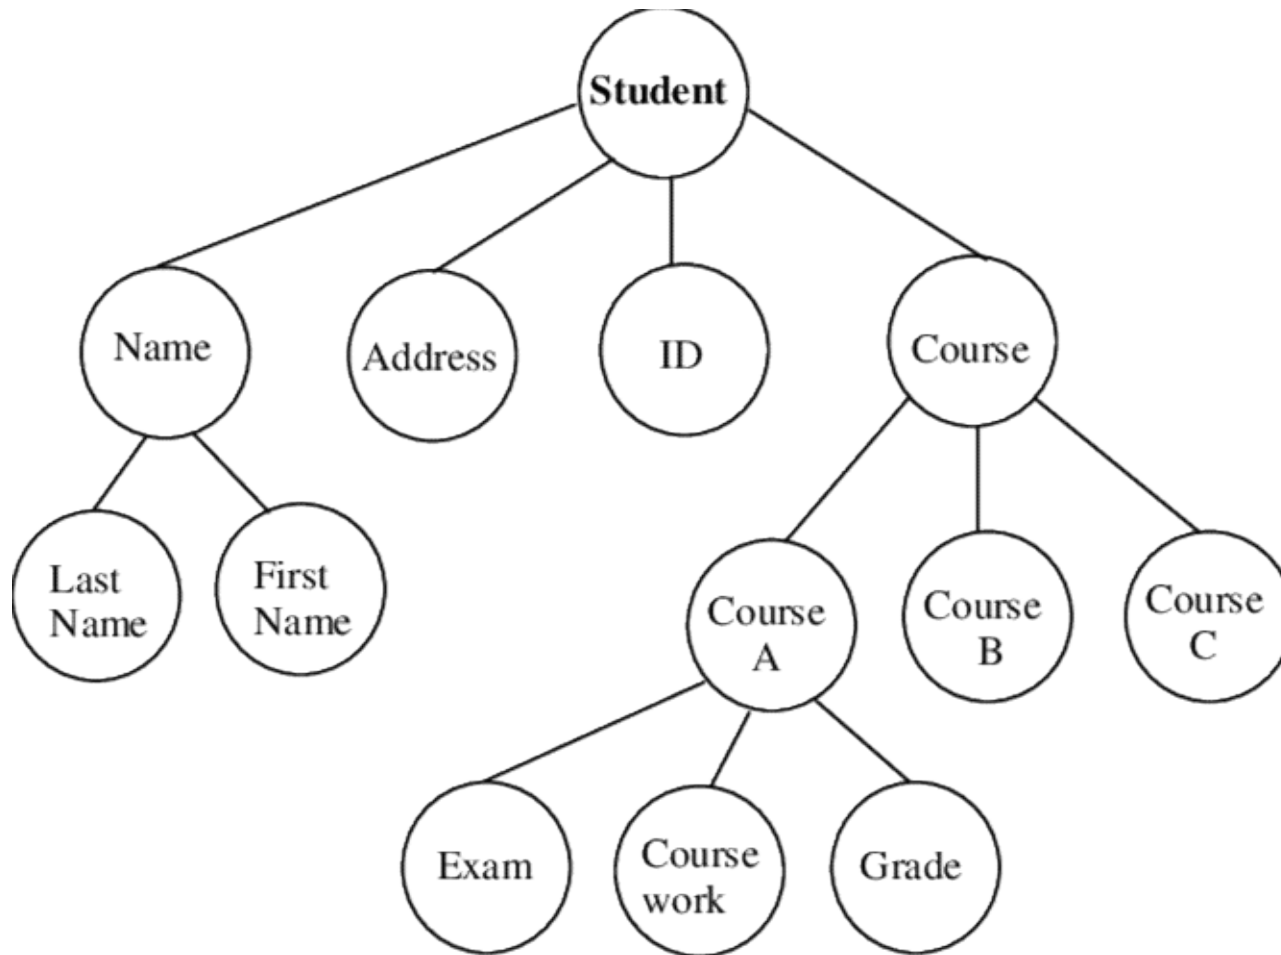 Student
Name
Address
ID
Course
Last
Name
First
Name
Course
A
Course
B
Course
C
Exam
Course
work
Grade